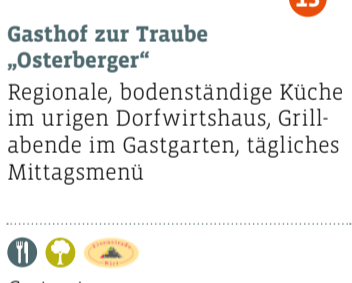 Gasthof zur Traube
„Osterberger“
Regionale, bodenständige Küche
im urigen Dorfwirtshaus, Grill-
abende im Gastgarten, tägliches
Mittagsmenü